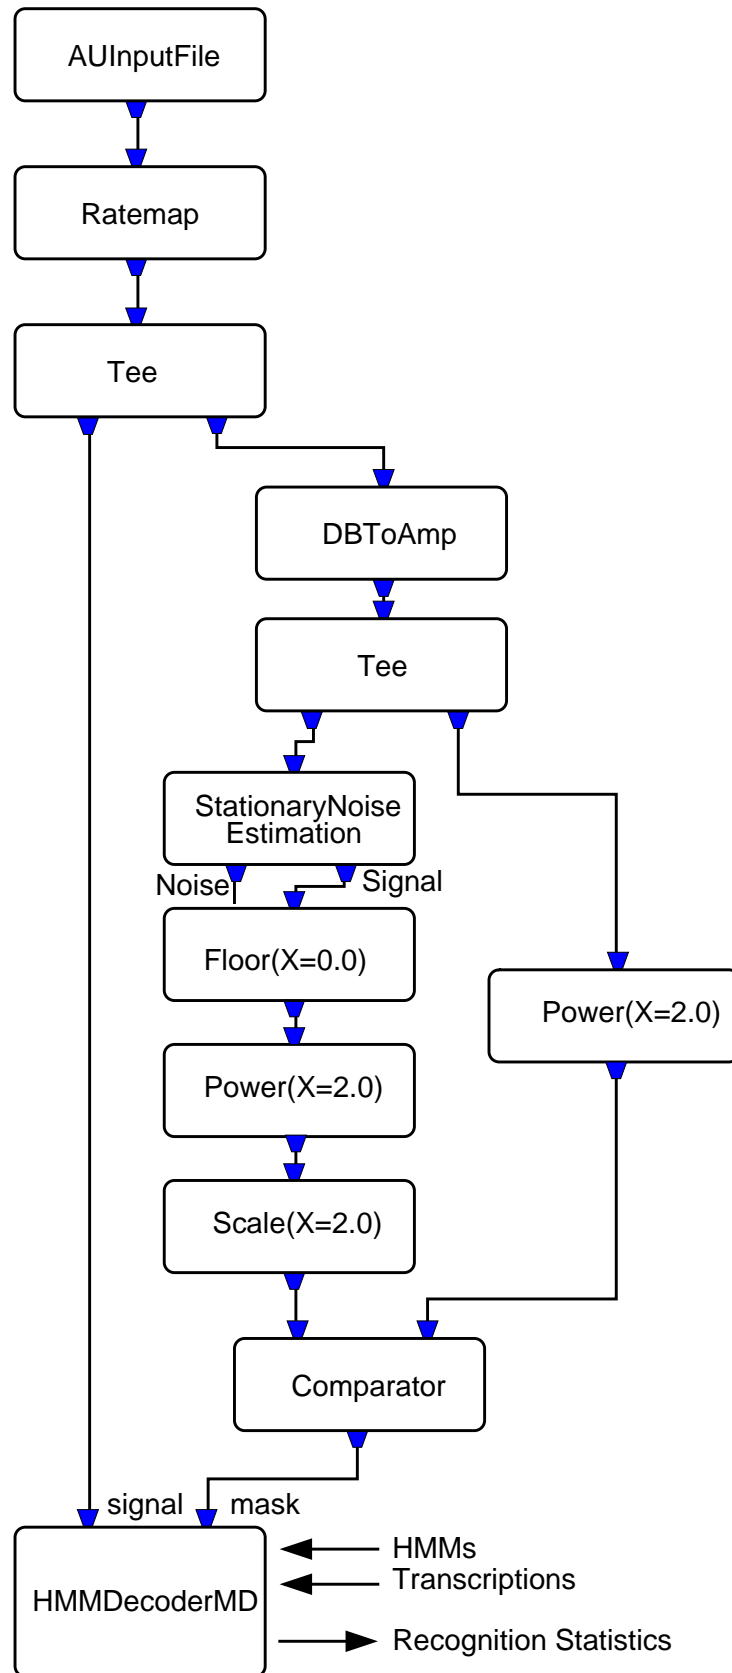 AUInputFile
Ratemap
Tee
DBToAmp
Tee
StationaryNoise
Estimation
Noise
Signal
Floor(X=0.0)
Power(X=2.0)
Power(X=2.0)
Scale(X=2.0)
Comparator
signal
mask
HMMDecoderMD
HMMs
Transcriptions
Recognition Statistics